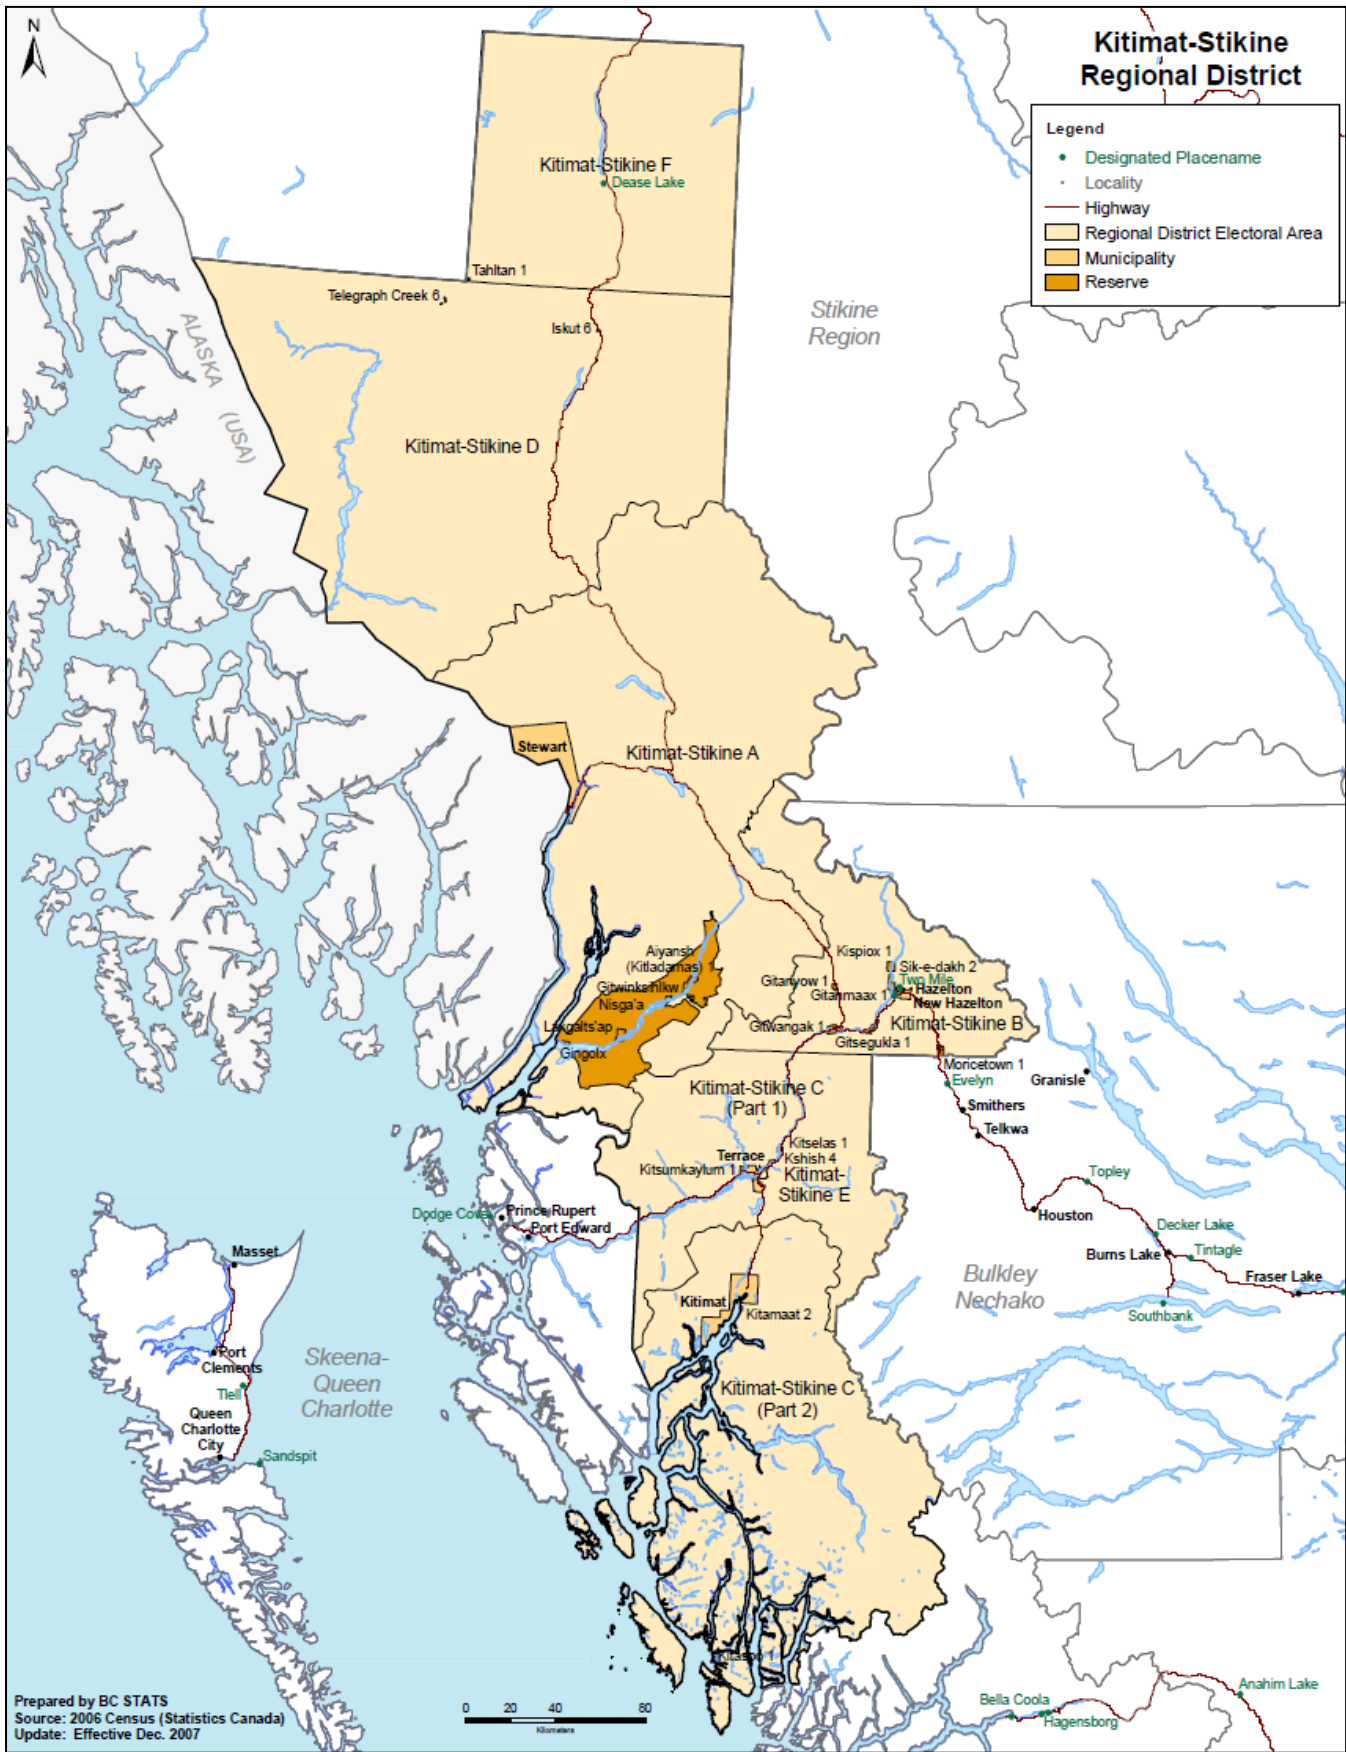 N
Kitimat-Stikine
Regional District
Legend
Designated Placename
Locality
Highway
Regional District Electoral Area
Municipality
Reserve
Kitimat-Stikine F
Dease Lake
Tahltan 1
Telegraph Creek 6
Iskut 6
Stikine
Region
ALASKA (USA)
Kitimat-Stikine D
Stewart
Kitimat-Stikine A
Aiyansh
(Kitladamas) 1
Gitwinksihlkw
Nisga'a
Laxgalts'ap
Gingolx
Kispiox 1
Sik-e-dakh 2
Two Mile
Gitanyow 1
Gitanmaax 1
Hazelton
New Hazelton
Gitwangak 1
Kitimat-Stikine B
Gitsegukla 1
Moricetown 1
Evelyn
Granisle
Smithers
Telkwa
Kitimat-Stikine C
(Part 1)
Kitselas 1
Terrace
Kshish 4
Kitsumkaylum 1
Kitimat-
Stikine E
Topley
Houston
Dodge Cove
Prince Rupert
Port Edward
Decker Lake
Burns Lake
Tintagle
Fraser Lake
Southbank
Bulkley
Nechako
Masset
Kitimat
Kitamaat 2
Port
Clements
Tlell
Queen
Charlotte
City
Sandspit
Skeena-
Queen
Charlotte
Kitimat-Stikine C
(Part 2)
Kitasoo 1
Anahim Lake
Bella Coola
Hagensborg
Prepared by BC STATS
Source: 2006 Census (Statistics Canada)
Update: Effective Dec. 2007
0 20 40 80
Kilometers